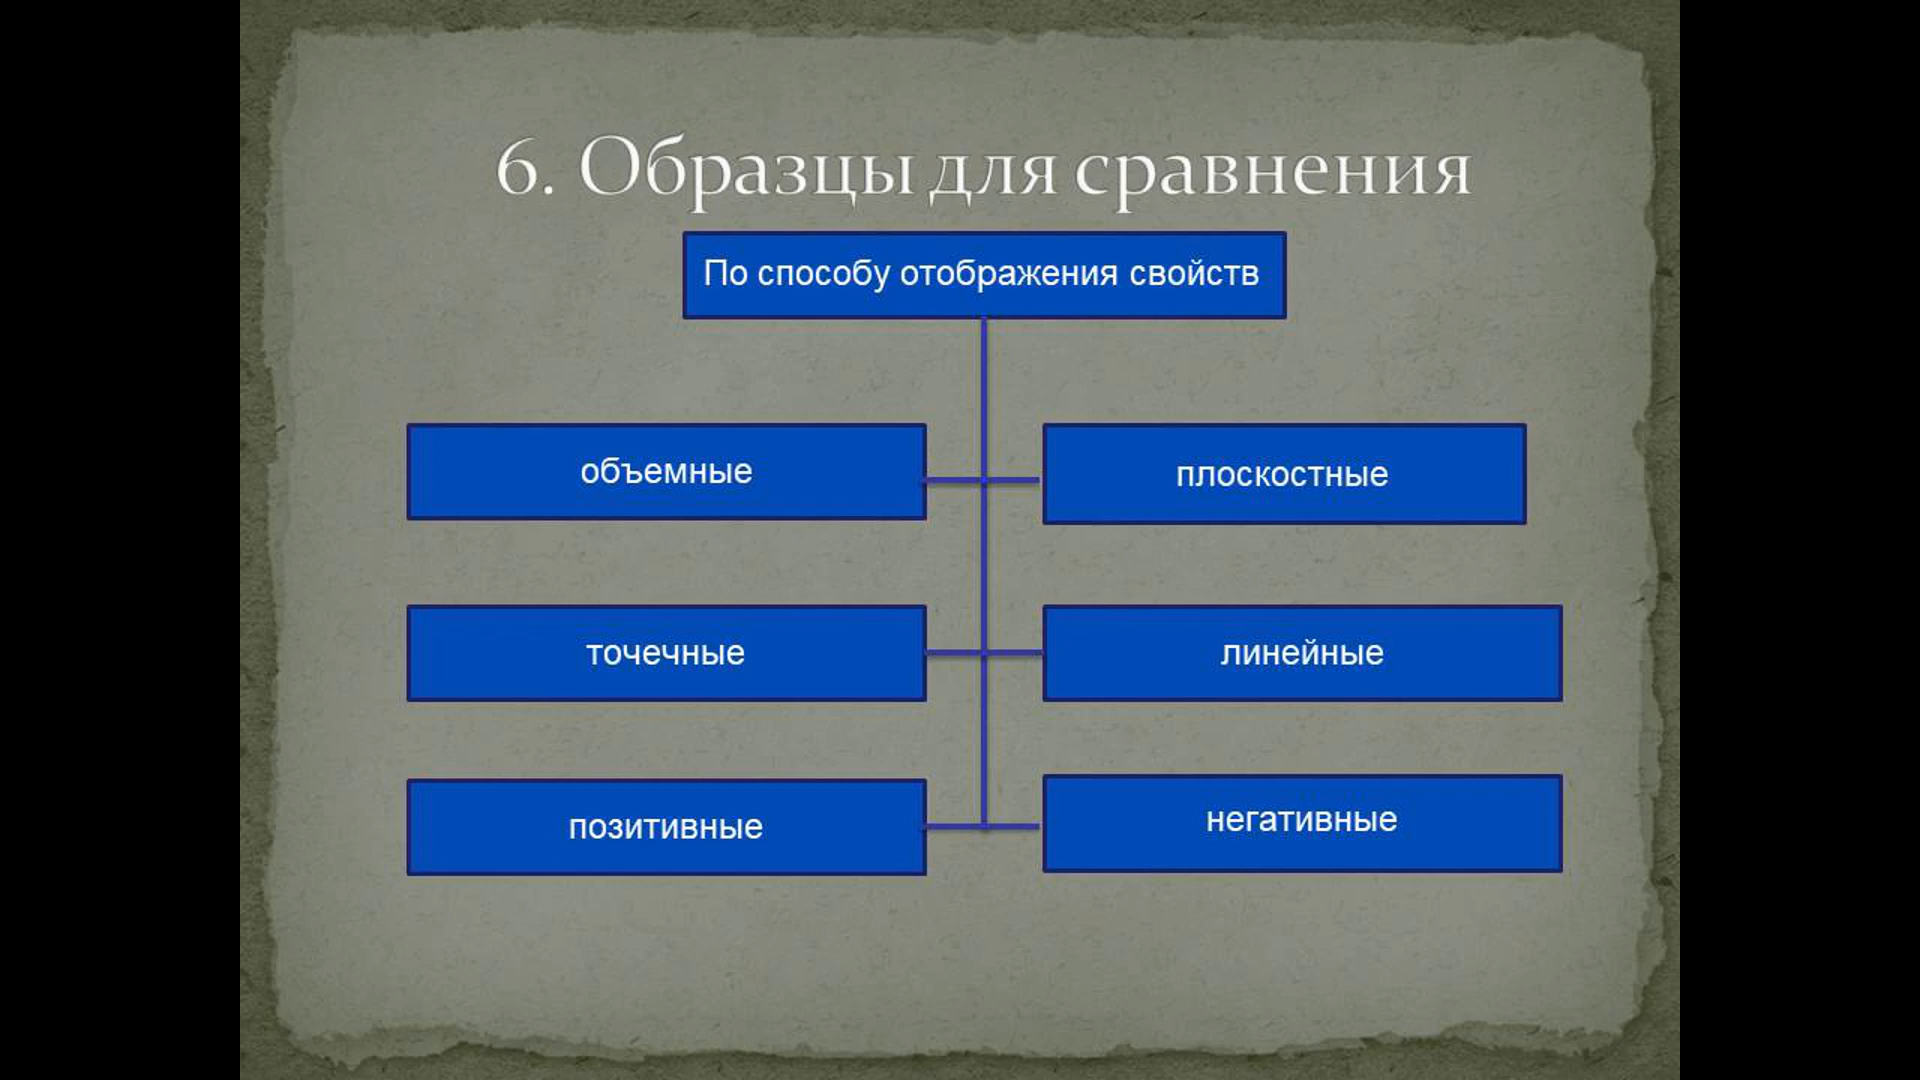 6. Образцы для сравнения
По способу отображения свойств
объемные
плоскостные
точечные
линейные
позитивные
негативные